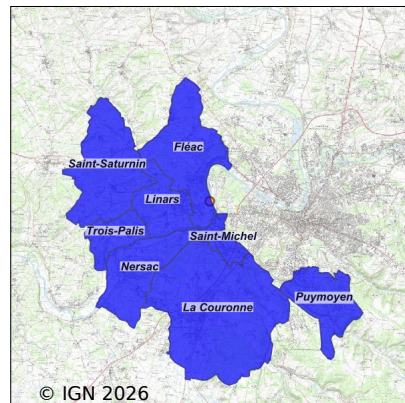 Fléac
Saint-Saturnin
Linars
Trois-Palis
Saint-Michel
Nersac
Puymoyen
La Couronne
© IGN 2026